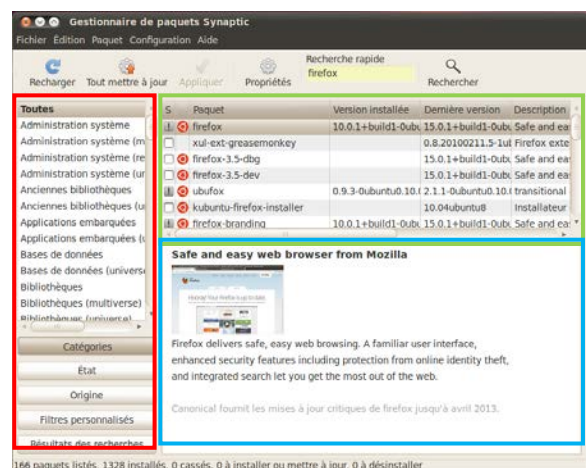 Gestionnaire de paquets Synaptic
Fichier Édition Paquet Configuration Aide
Recharger Tout mettre à jour Appliquer Propriétés
Recherche rapide
firefox
Rechercher
Toutes
Administration système
Administration système (m
Administration système (re
Administration système (ur
Anciennes bibliothèques
Anciennes bibliothèques (u
Applications embarquées
Applications embarquées (u
Bases de données
Bases de données (universe
Bibliothèques
Bibliothèques (multiverse)
Bibliothèques (universe)
Catégories
État
Origine
Filtres personnalisés
Résultats des recherches
S Paquet Version installée Dernière version Description
firefox 10.0.1+build1-0ubu 15.0.1+build1-0ubu Safe and ea
xul-ext-greasemonkey 0.8.20100211.5-1ul Firefox exte
firefox-3.5-dbg 15.0.1+build1-0ubu Safe and ea
firefox-3.5-dev 15.0.1+build1-0ubu Safe and ea
ubufox 0.9.3-0ubuntu0.10.0 2.1.1-0ubuntu0.10.0 transitional
kubuntu-firefox-installer 10.04ubuntu8 Installateur
firefox-branding 10.0.1+build1-0ubu 15.0.1+build1-0ubu Safe and ea
Safe and easy web browser from Mozilla
Firefox delivers safe, easy web browsing. A familiar user interface,
enhanced security features including protection from online identity theft,
and integrated search let you get the most out of the web.
Canonical fournit les mises à jour critiques de firefox jusqu'à avril 2013.
166 paquets listés, 1328 installés, 0 cassés, 0 à installer ou mettre à jour, 0 à désinstaller